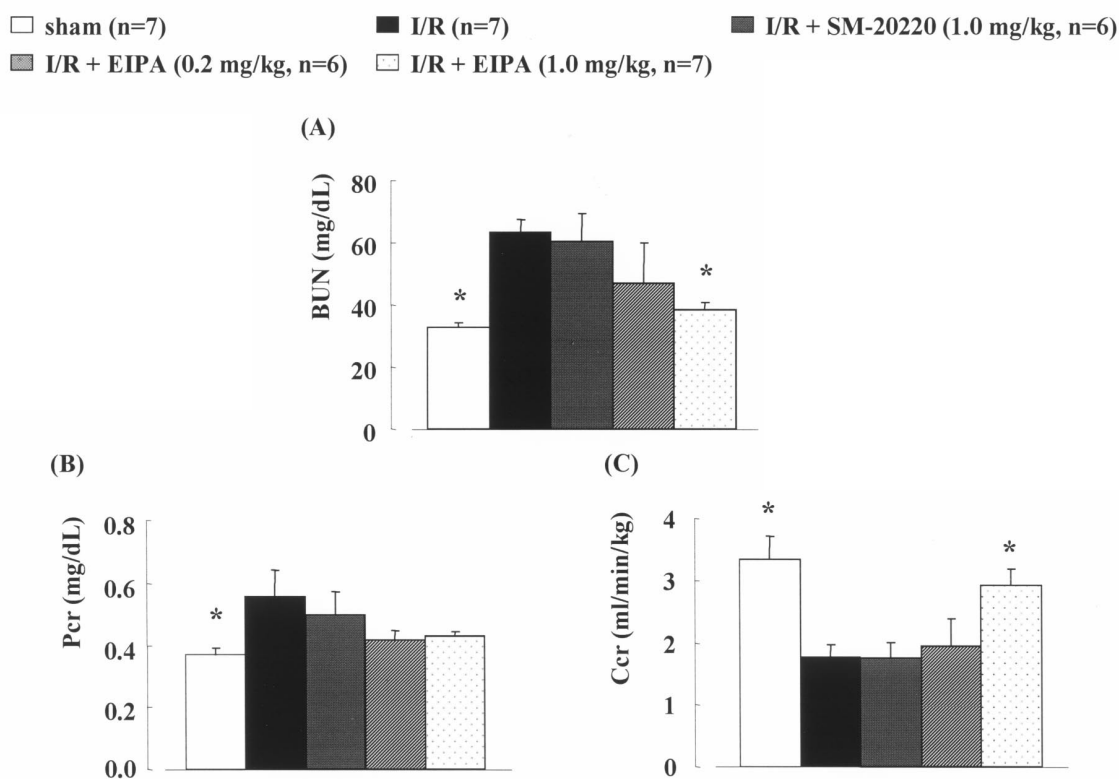 sham (n=7) I/R (n=7) I/R + SM-20220 (1.0 mg/kg, n=6)
I/R + EIPA (0.2 mg/kg, n=6) I/R + EIPA (1.0 mg/kg, n=7)
(A)
BUN (mg/dL)
80
60
40
20
0
*
*
(B)
Pcr (mg/dL)
0.8
0.6
0.4
0.2
0.0
*
(C)
Ccr (ml/min/kg)
4
3
2
1
0
*
*